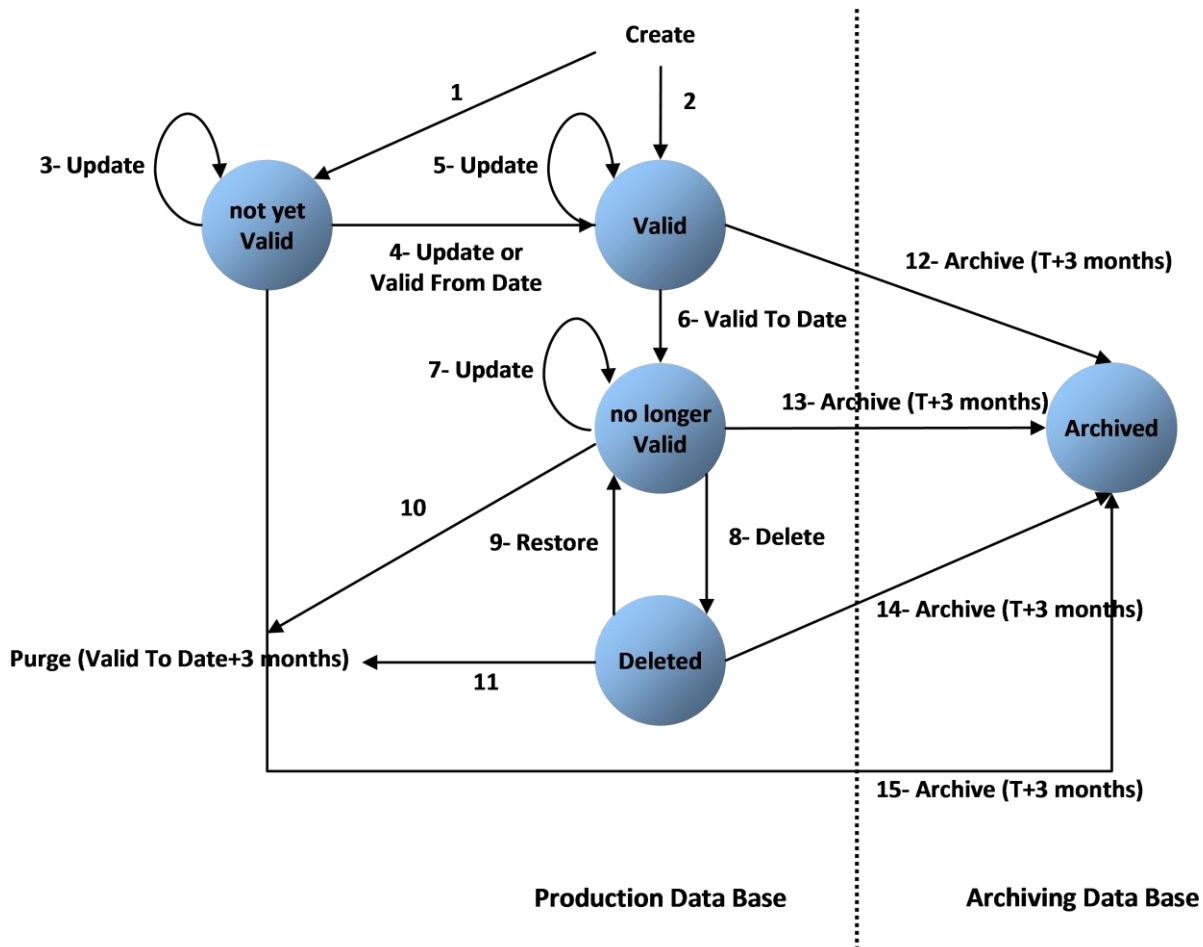 Create
1
2
3- Update
5- Update
not yet
Valid
Valid
4- Update or
Valid From Date
12- Archive (T+3 months)
6- Valid To Date
7- Update
13- Archive (T+3 months)
no longer
Valid
Archived
10
9- Restore
8- Delete
14- Archive (T+3 months)
Purge (Valid To Date+3 months)
Deleted
11
15- Archive (T+3 months)
Production Data Base
Archiving Data Base